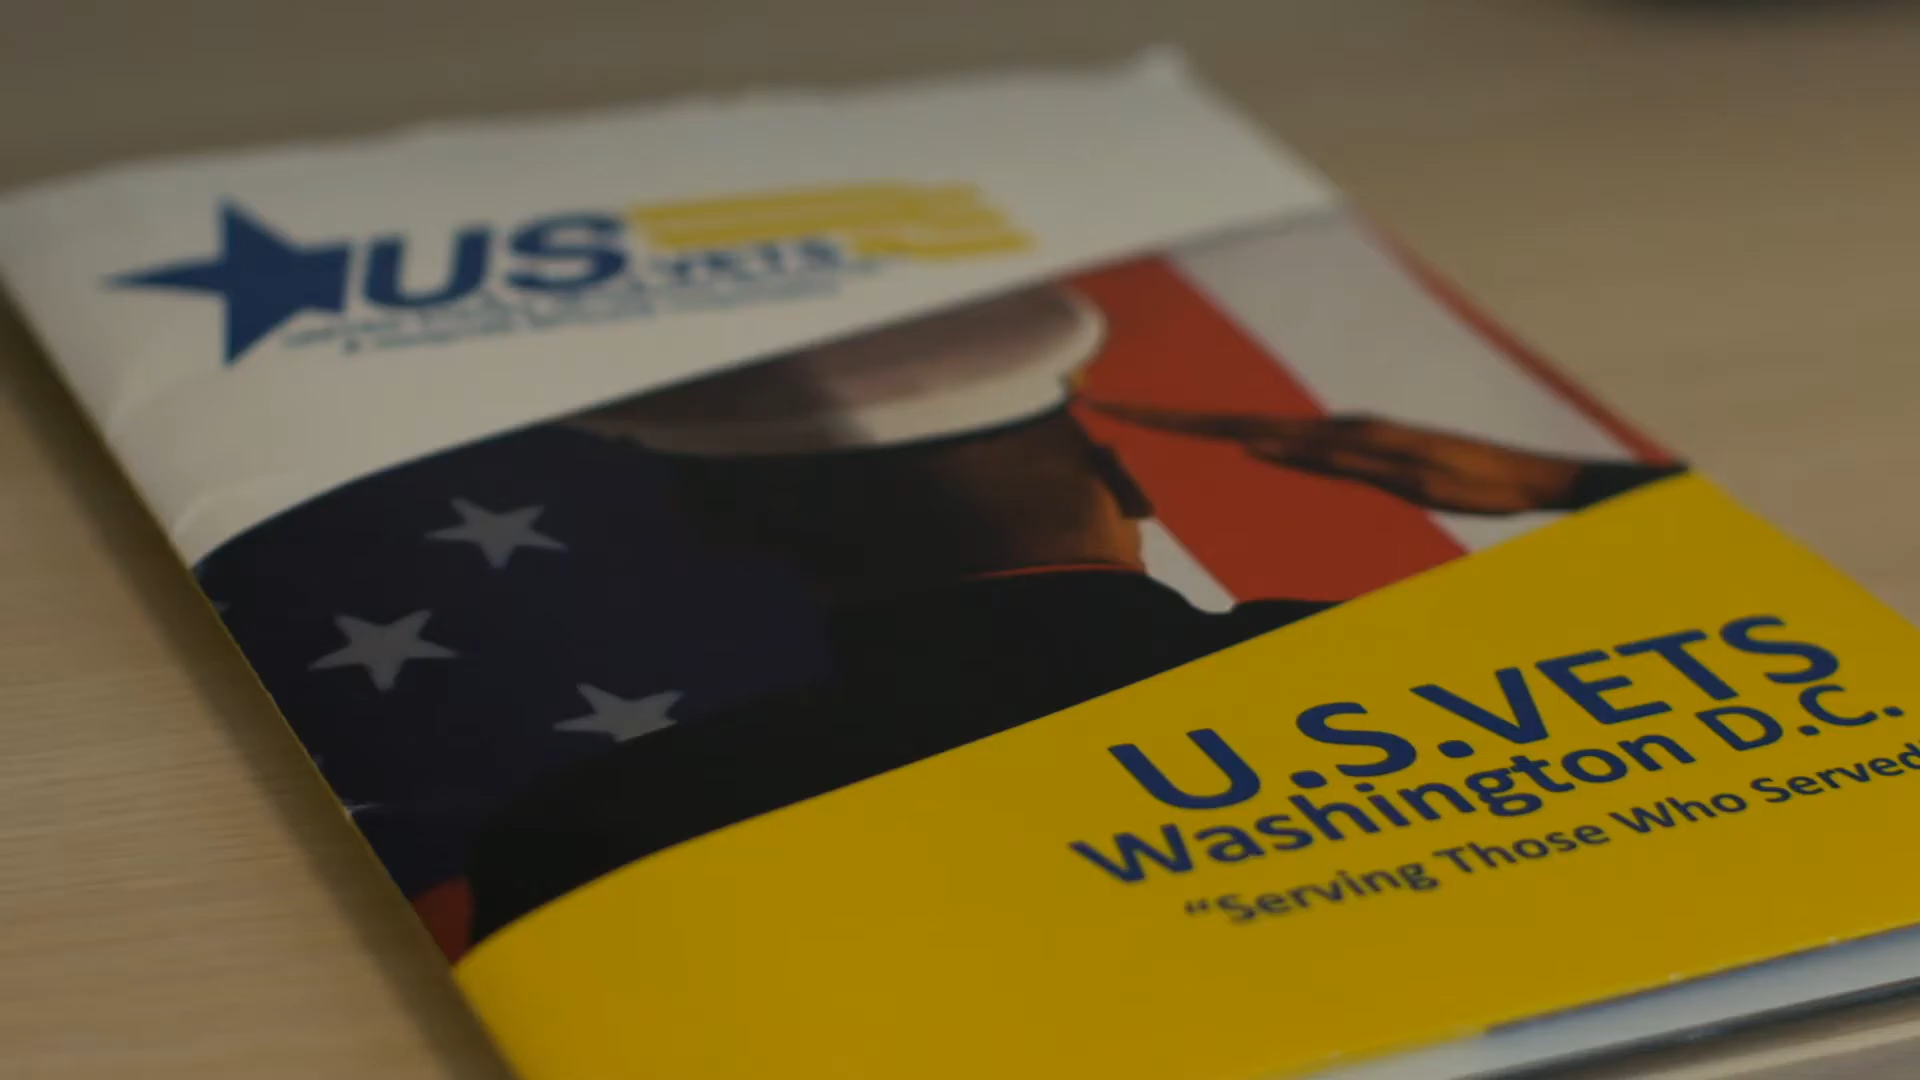 US
VETS
U.S.VETS
Washington D.C.
“Serving Those Who Served